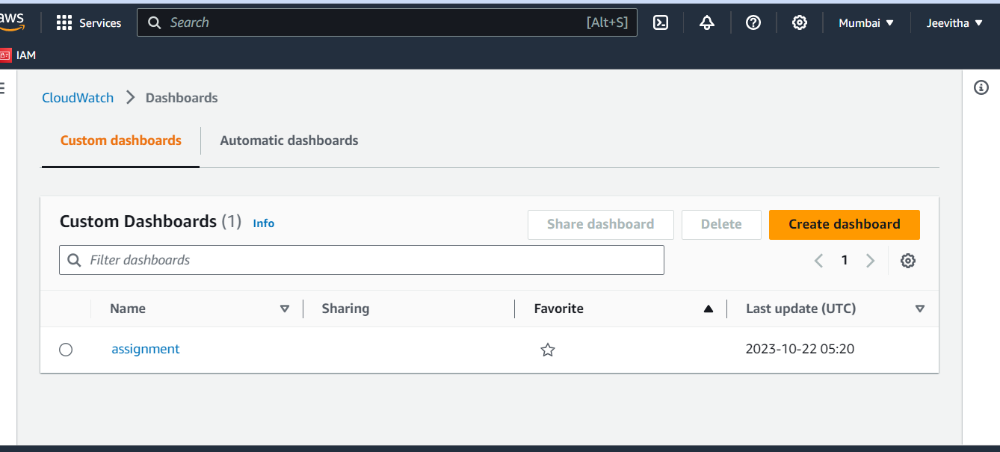 aws Services Search [Alt+S] Mumbai ▼ Jeevitha ▼
IAM
CloudWatch > Dashboards
Custom dashboards Automatic dashboards
Custom Dashboards (1) Info Share dashboard Delete Create dashboard
Filter dashboards 1
Name Sharing Favorite Last update (UTC)
assignment 2023-10-22 05:20